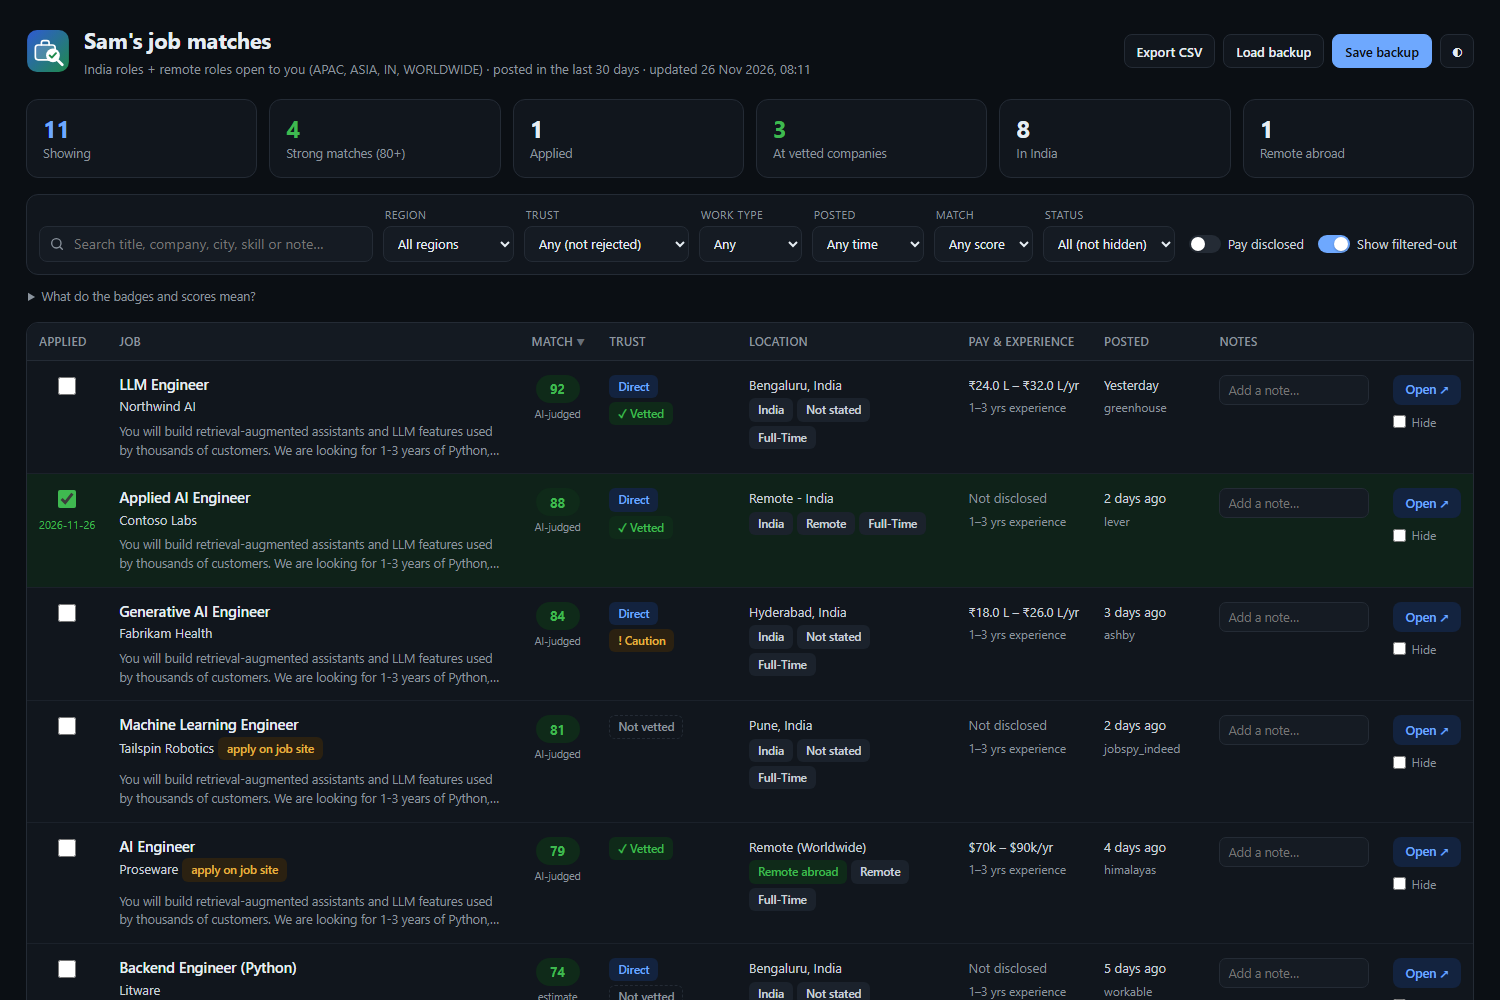 Sam's job matches
India roles + remote roles open to you (APAC, ASIA, IN, WORLDWIDE) · posted in the last 30 days · updated 26 Nov 2026, 08:11
Export CSV
Load backup
Save backup
11
Showing
4
Strong matches (80+)
1
Applied
3
At vetted companies
8
In India
1
Remote abroad
Search title, company, city, skill or note...
REGION
All regions
TRUST
Any (not rejected)
WORK TYPE
Any
POSTED
Any time
MATCH
Any score
STATUS
All (not hidden)
Pay disclosed
Show filtered-out
▶ What do the badges and scores mean?
APPLIED JOB MATCH ▼ TRUST LOCATION PAY & EXPERIENCE POSTED NOTES
LLM Engineer
Northwind AI
You will build retrieval-augmented assistants and LLM features used
by thousands of customers. We are looking for 1-3 years of Python,...
92
AI-judged
Direct
✓ Vetted
Bengaluru, India
India Not stated
Full-Time
₹24.0 L – ₹32.0 L/yr
1–3 yrs experience
Yesterday
greenhouse
Add a note...
Open ↗
Hide
2026-11-26
Applied AI Engineer
Contoso Labs
You will build retrieval-augmented assistants and LLM features used
by thousands of customers. We are looking for 1-3 years of Python,...
88
AI-judged
Direct
✓ Vetted
Remote - India
India Remote Full-Time
Not disclosed
1–3 yrs experience
2 days ago
lever
Add a note...
Open ↗
Hide
Generative AI Engineer
Fabrikam Health
You will build retrieval-augmented assistants and LLM features used
by thousands of customers. We are looking for 1-3 years of Python,...
84
AI-judged
Direct
! Caution
Hyderabad, India
India Not stated
Full-Time
₹18.0 L – ₹26.0 L/yr
1–3 yrs experience
3 days ago
ashby
Add a note...
Open ↗
Hide
Machine Learning Engineer
Tailspin Robotics apply on job site
You will build retrieval-augmented assistants and LLM features used
by thousands of customers. We are looking for 1-3 years of Python,...
81
AI-judged
Not vetted
Pune, India
India Not stated
Full-Time
Not disclosed
1–3 yrs experience
2 days ago
jobspy_indeed
Add a note...
Open ↗
Hide
AI Engineer
Proseware apply on job site
You will build retrieval-augmented assistants and LLM features used
by thousands of customers. We are looking for 1-3 years of Python,...
79
AI-judged
✓ Vetted
Remote (Worldwide)
Remote abroad Remote
Full-Time
$70k – $90k/yr
1–3 yrs experience
4 days ago
himalayas
Add a note...
Open ↗
Hide
Backend Engineer (Python)
Litware
74
estimate
Direct
Not vetted
Bengaluru, India
India Not stated
Not disclosed
1–3 yrs experience
5 days ago
workable
Add a note...
Open ↗